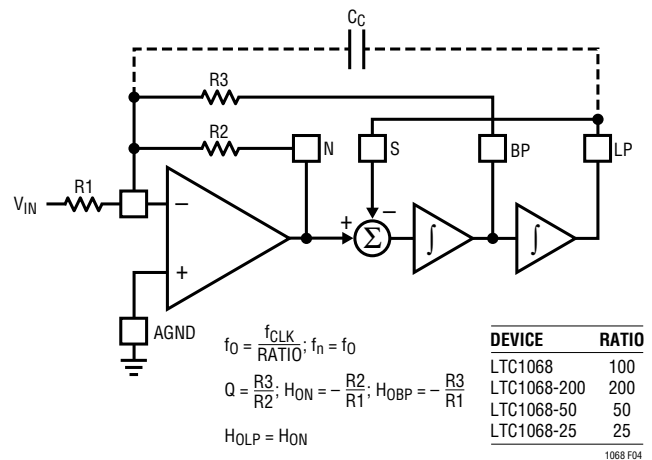 C_C
R3
R2
N
S
BP
LP
R1
V_IN
−
+
+
−
Σ
∫
∫
AGND
f_O = f_CLK / RATIO; f_n = f_O
Q = R3/R2; H_ON = − R2/R1; H_OBP = − R3/R1
H_OLP = H_ON
DEVICE RATIO
LTC1068 100
LTC1068-200 200
LTC1068-50 50
LTC1068-25 25
1068 F04